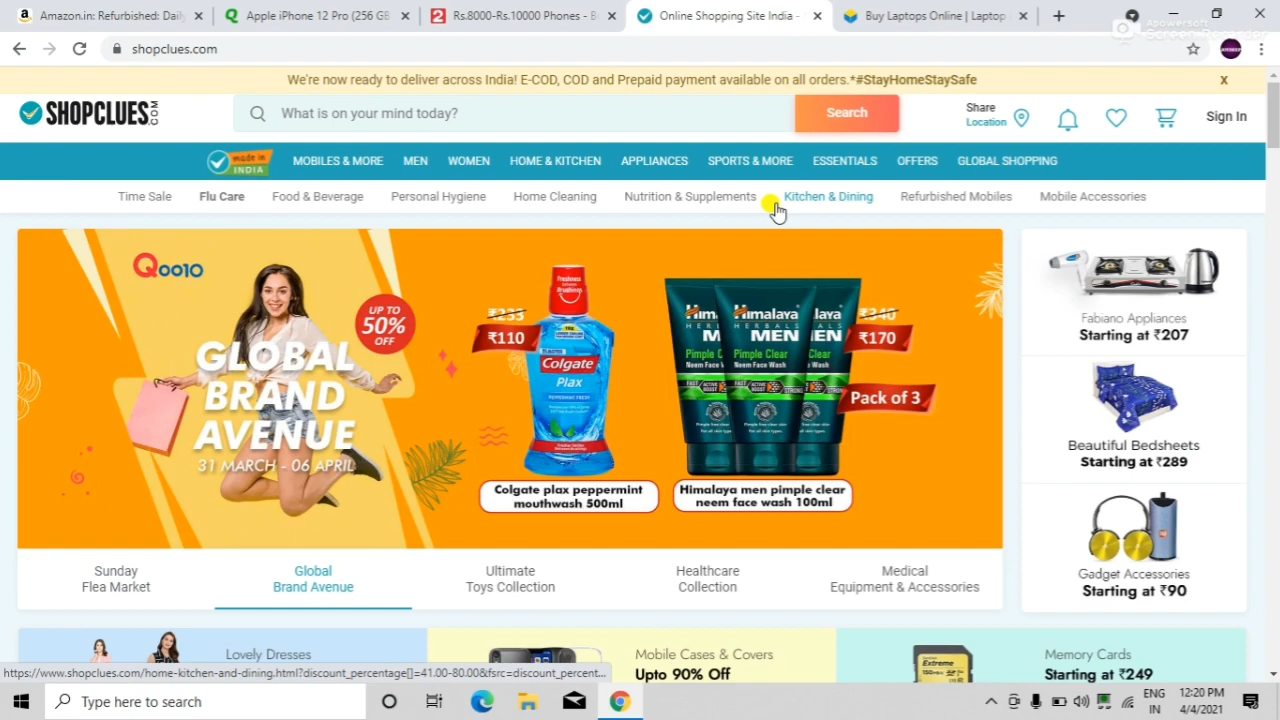 Amazon.in: Refurbished: Daily
Apple iPhone 12 Pro (256 GB
Rs.8000-Rs.10000 Phones - B
Online Shopping Site India -
Buy Laptops Online | Laptop
Apowersoft
Screen Recorder
shopclues.com
We're now ready to deliver across India! E-COD, COD and Prepaid payment available on all orders.*#StayHomeStaySafe
x
SHOPCLUES.COM
What is on your mind today?
Search
Share
Location
Sign In
made in
INDIA
MOBILES & MORE
MEN
WOMEN
HOME & KITCHEN
APPLIANCES
SPORTS & MORE
ESSENTIALS
OFFERS
GLOBAL SHOPPING
Time Sale
Flu Care
Food & Beverage
Personal Hygiene
Home Cleaning
Nutrition & Supplements
Kitchen & Dining
Refurbished Mobiles
Mobile Accessories
Qoo10
UP TO
50%
OFF
GLOBAL
BRAND
AVENUE
31 MARCH - 06 APRIL
₹235
₹110
Colgate
Plax
Colgate plax peppermint
mouthwash 500ml
HIMALAYA
HERBALS
MEN
Pimple Clear
Neem Face Wash
₹340
₹170
Pack of 3
Himalaya men pimple clear
neem face wash 100ml
Fabiano Appliances
Starting at ₹207
Beautiful Bedsheets
Starting at ₹289
Gadget Accessories
Starting at ₹90
Sunday
Flea Market
Global
Brand Avenue
Ultimate
Toys Collection
Healthcare
Collection
Medical
Equipment & Accessories
Lovely Dresses
Mobile Cases & Covers
Upto 90% Off
Extreme
Memory Cards
Starting at ₹249
https://www.shopclues.com/home-kitchen-and-dining.html?discount_percentage[]=41.00-80.00&fsrc=discount_percent...
Type here to search
ENG
IN
12:20 PM
4/4/2021